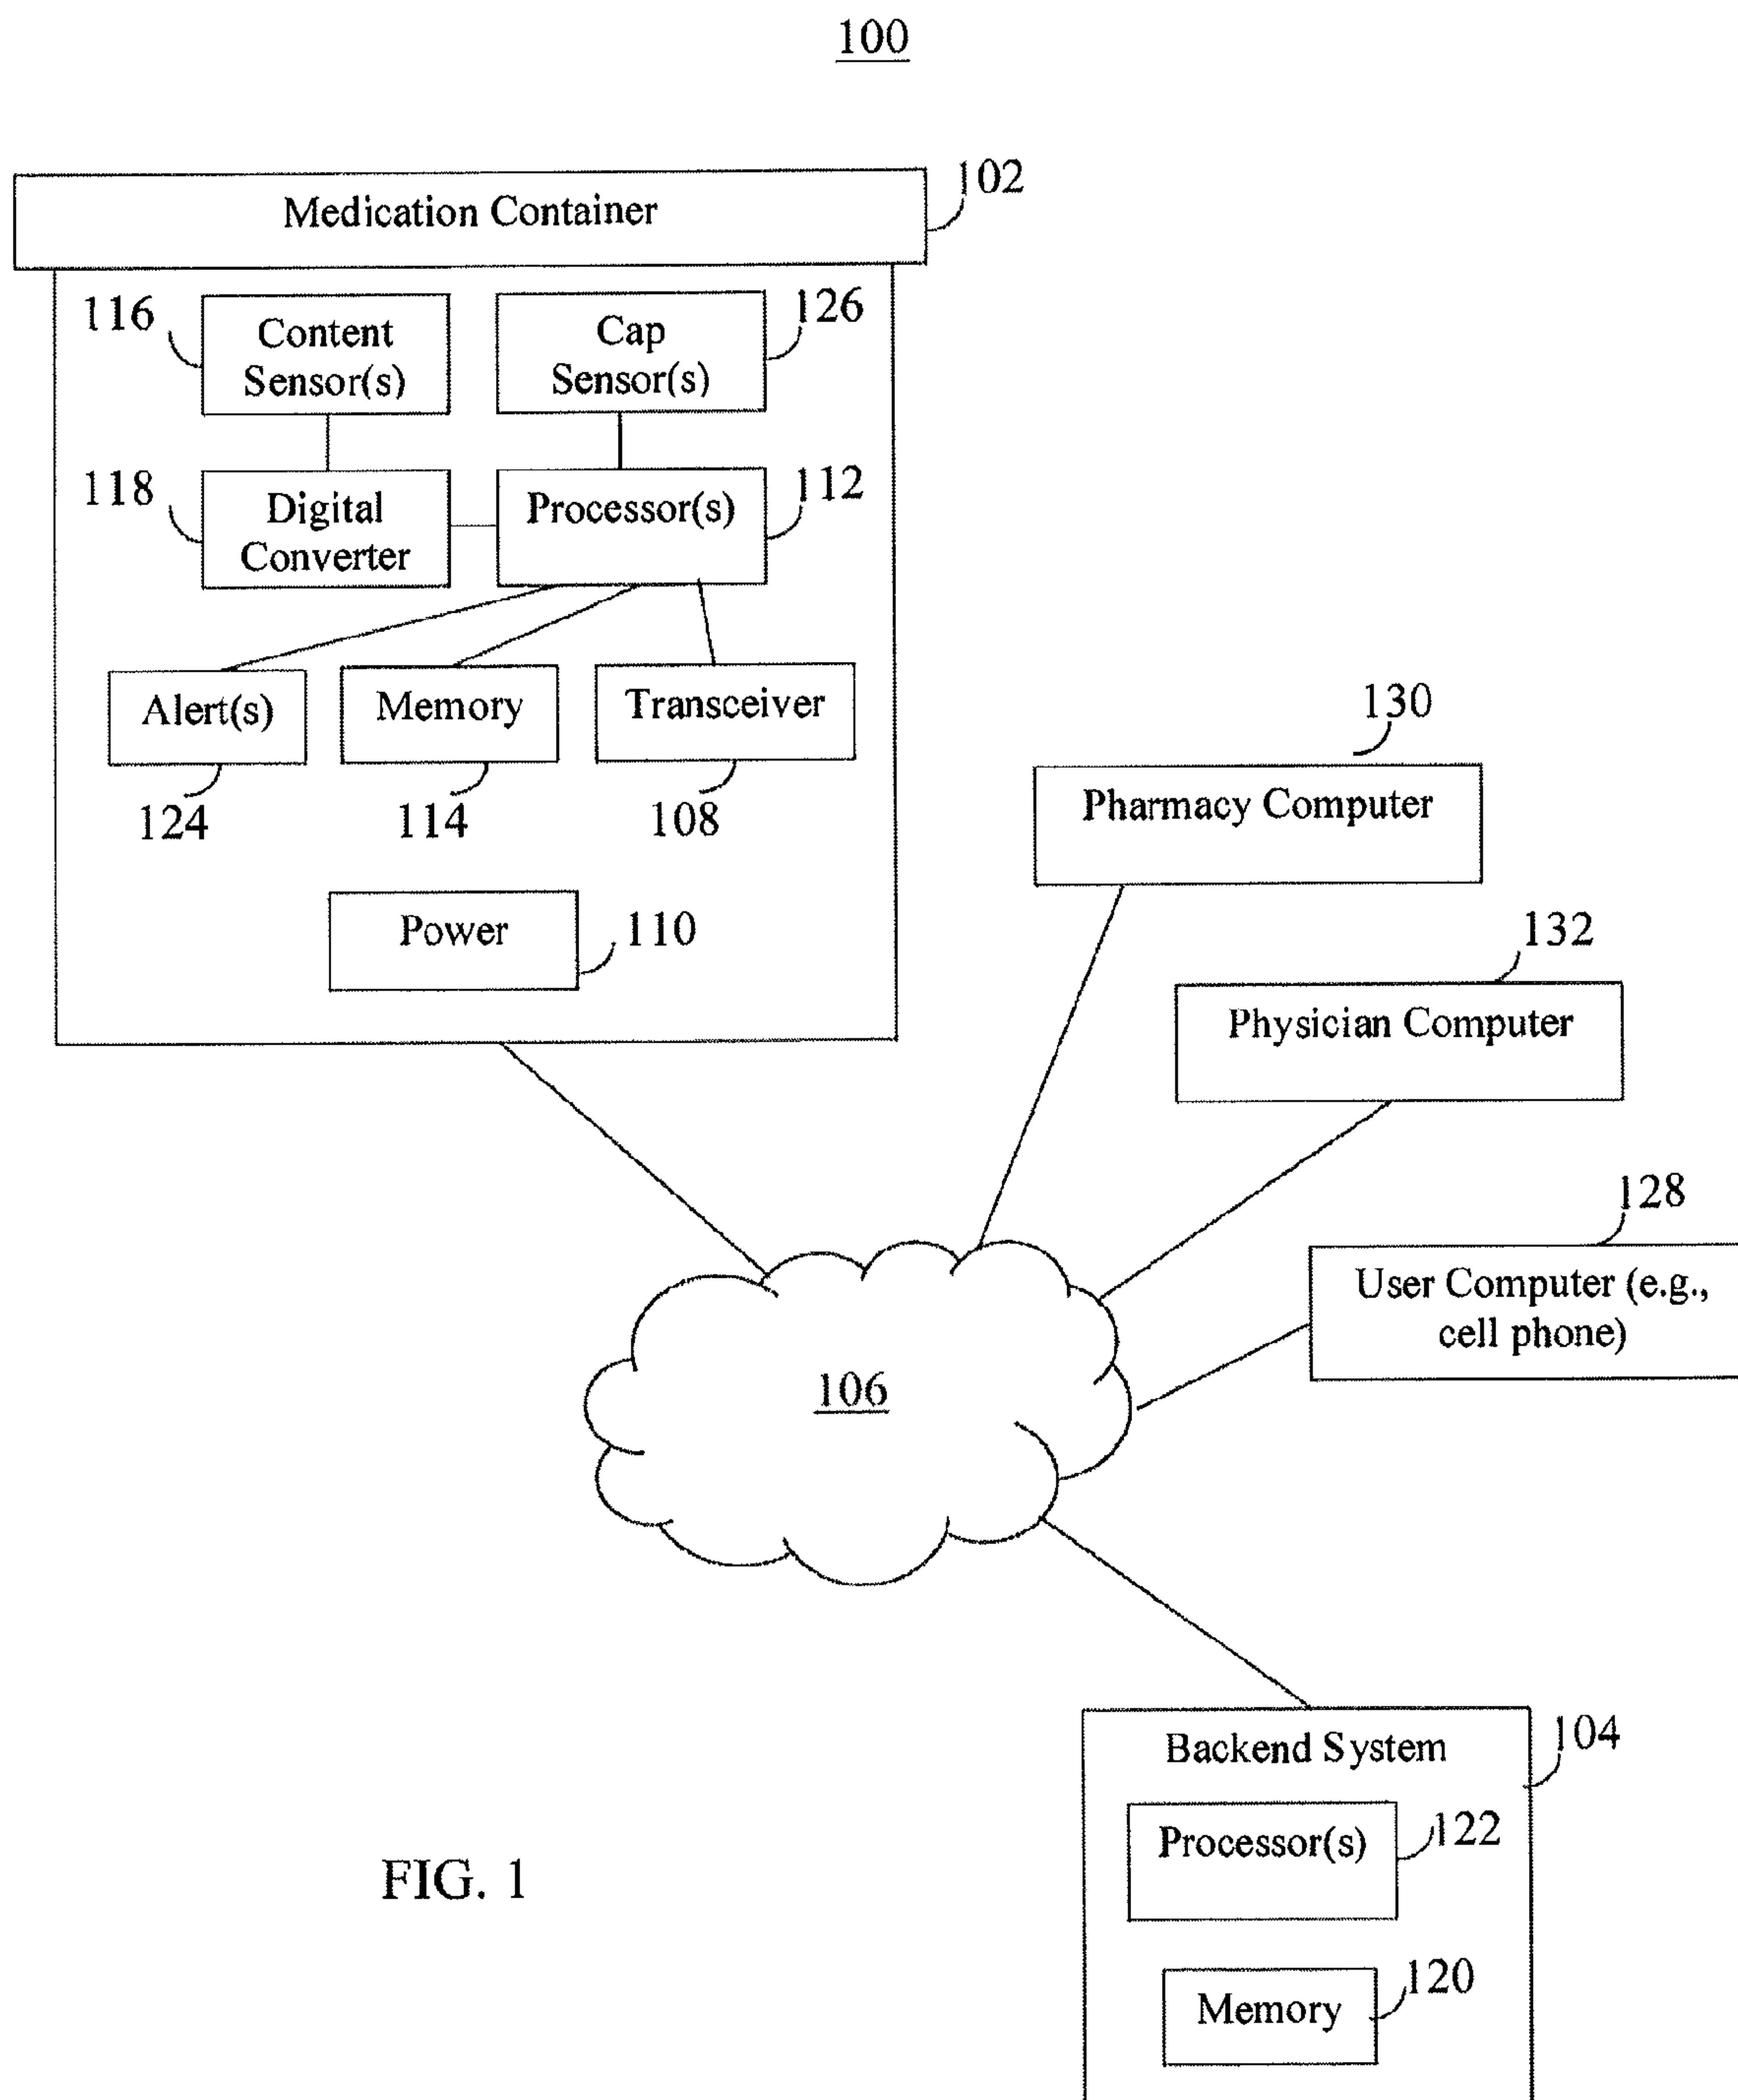 100
102
Medication Container
116
Content
Sensor(s)
Cap
Sensor(s)
126
118
Digital
Converter
Processor(s)
112
Alert(s)
Memory
Transceiver
124
114
108
Power
110
130
Pharmacy Computer
132
Physician Computer
128
User Computer (e.g.,
cell phone)
106
Backend System
104
Processor(s)
122
Memory
120
FIG. 1